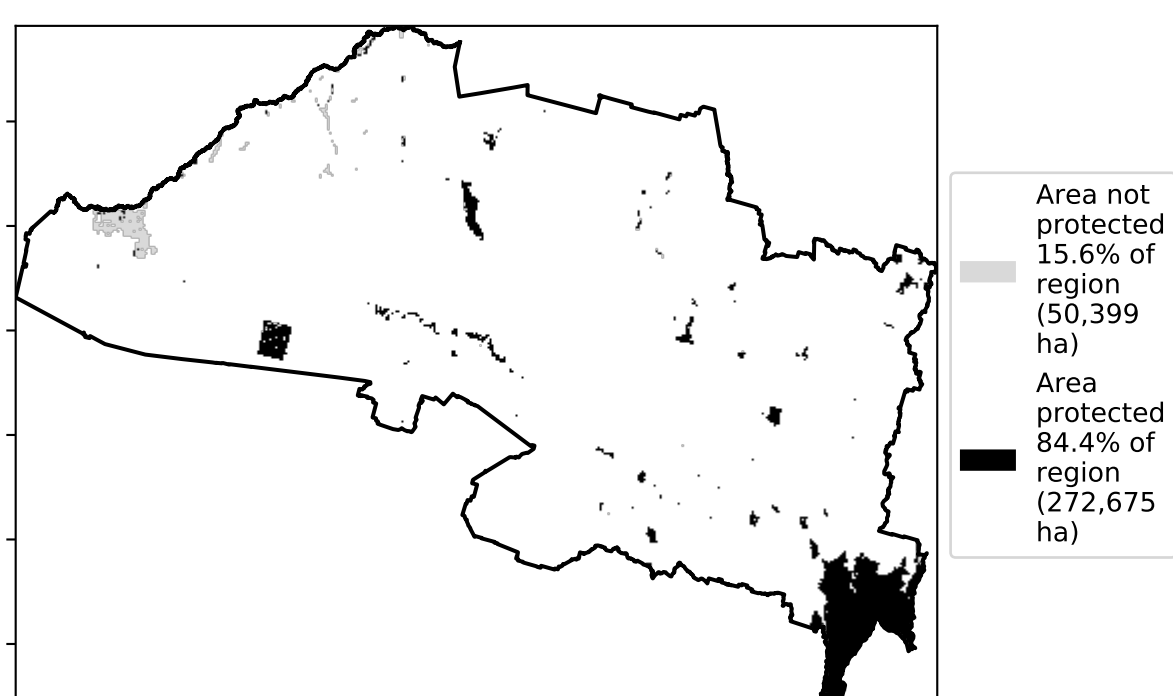 Area not
protected
15.6% of
region
(50,399
ha)
Area
protected
84.4% of
region
(272,675
ha)